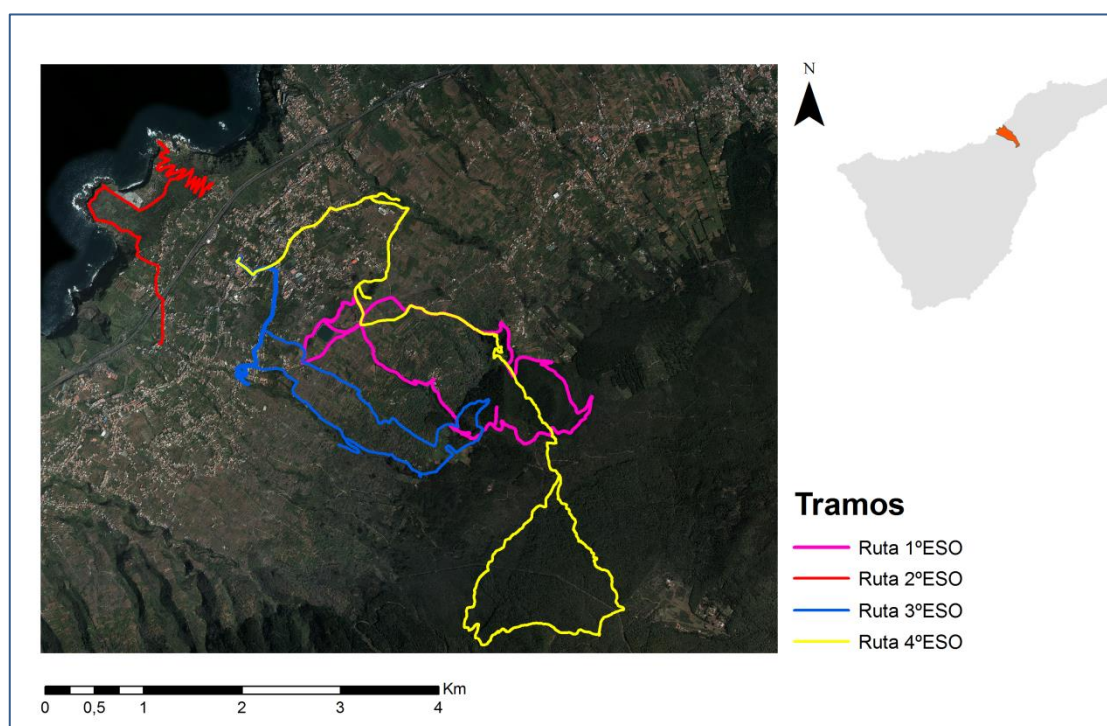 N
Tramos
Ruta 1ºESO
Ruta 2ºESO
Ruta 3ºESO
Ruta 4ºESO
Km
0 0,5 1 2 3 4